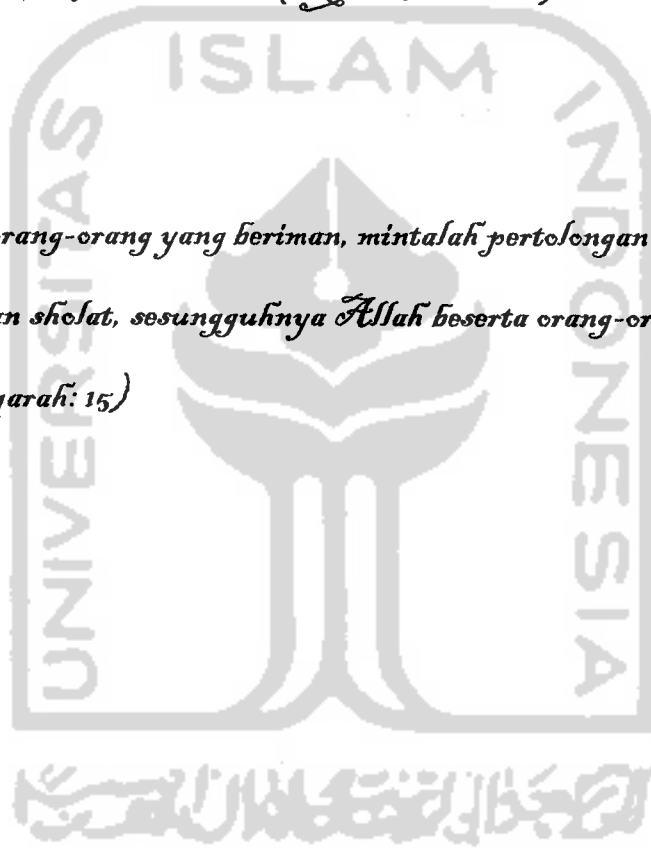 ISLAM
UNIVERSITAS
INDONESIA
rang-orang yang beriman, mintalah pertolongan
n sholat, sesungguhnya Allah beserta orang-or
arah: 15)